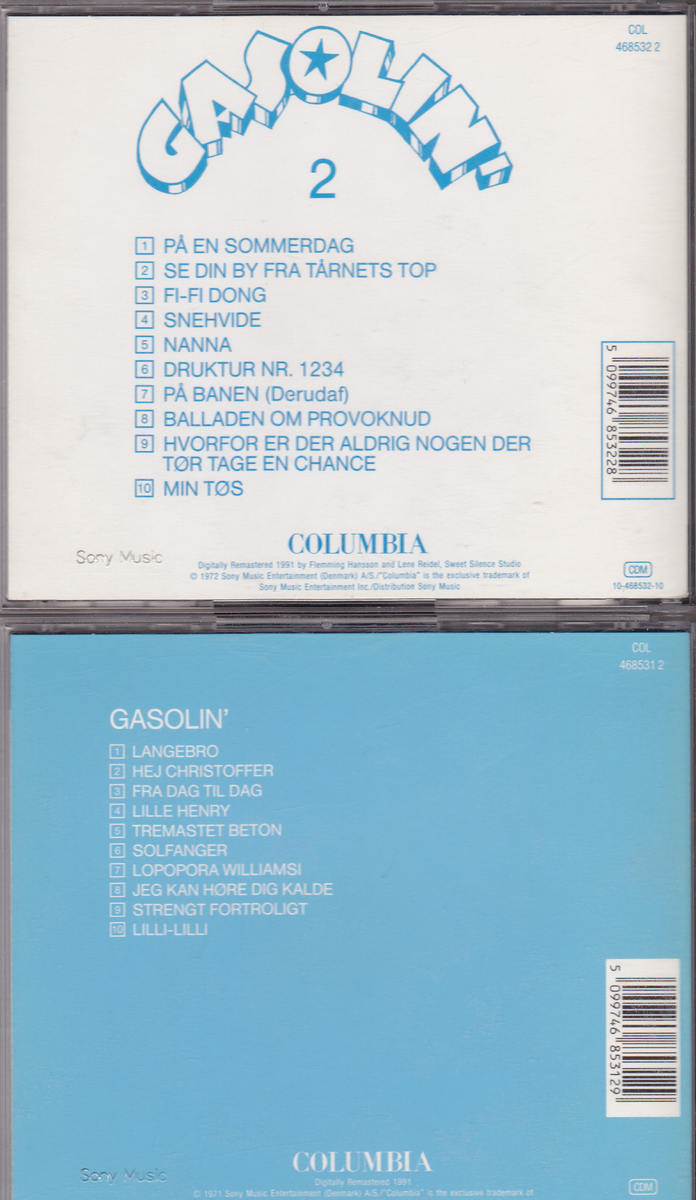 COL
468532 2
GASOLIN'
2
1 PÅ EN SOMMERDAG
2 SE DIN BY FRA TÅRNETS TOP
3 FI-FI DONG
4 SNEHVIDE
5 NANNA
6 DRUKTUR NR. 1234
7 PÅ BANEN (Derudaf)
8 BALLADEN OM PROVOKNUD
9 HVORFOR ER DER ALDRIG NOGEN DER
TØR TAGE EN CHANCE
10 MIN TØS
5 099746 853228
COLUMBIA
Sony Music
Digitally Remastered 1991 by Flemming Hansson and Lene Reidel, Sweet Silence Studio
© 1972 Sony Music Entertainment (Denmark) A/S./"Columbia" is the exclusive trademark of
Sony Music Entertainment Inc./Distribution Sony Music
CDM
10-468532-10
COL
468531 2
GASOLIN'
1 LANGEBRO
2 HEJ CHRISTOFFER
3 FRA DAG TIL DAG
4 LILLE HENRY
5 TREMASTET BETON
6 SOLFANGER
7 LOPOPORA WILLIAMSI
8 JEG KAN HØRE DIG KALDE
9 STRENGT FORTROLIGT
10 LILLI-LILLI
5 099746 853129
COLUMBIA
Sony Music
Digitally Remastered 1991
© 1971 Sony Music Entertainment (Denmark) A/S./"Columbia" is the exclusive trademark of
CDM